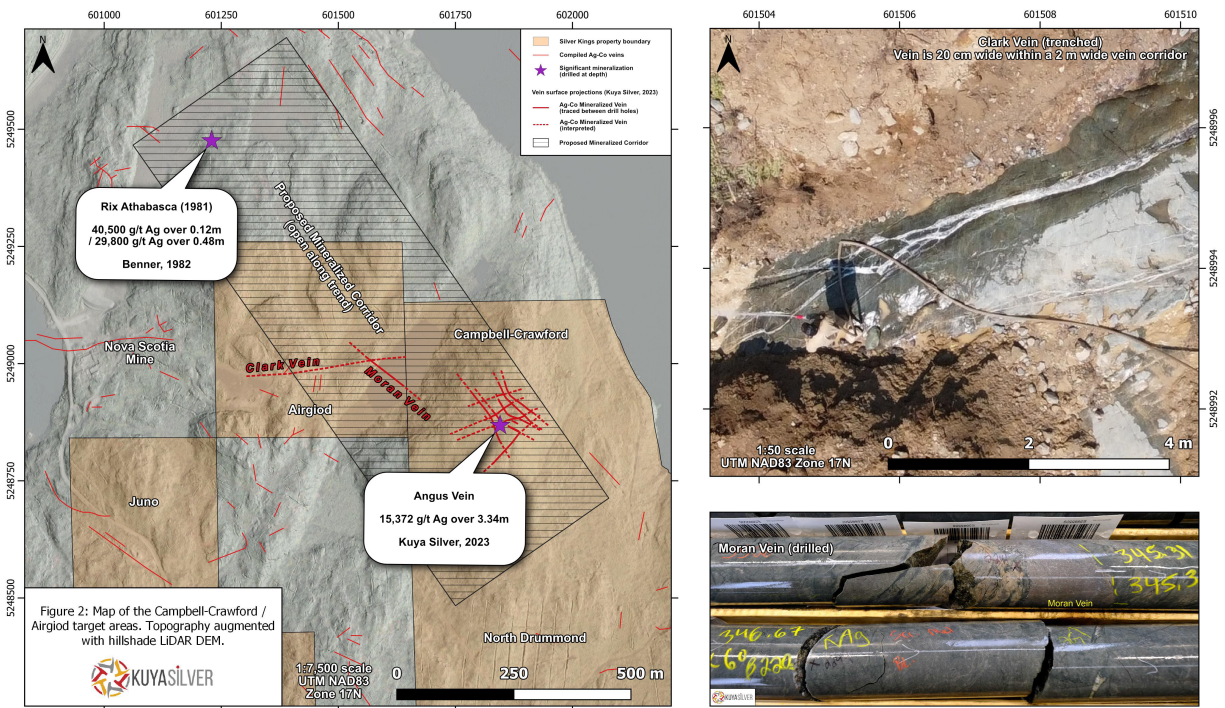 601000
601250
601500
601750
602000
5249500
5249250
5249000
5248750
5248500
N
Silver Kings property boundary
Compiled Ag-Co veins
Significant mineralization
(drilled at depth)
Vein surface projections (Kuya Silver, 2023)
Ag-Co Mineralized Vein
(traced between drill holes)
Ag-Co Mineralized Vein
(interpreted)
Proposed Mineralized Corridor
Rix Athabasca (1981)
40,500 g/t Ag over 0.12m
/ 29,800 g/t Ag over 0.48m
Benner, 1982
Proposed Mineralized Corridor
(open along trend)
Campbell-Crawford
Nova Scotia
Mine
Clark Vein
Moran Vein
Airgiod
Juno
Angus Vein
15,372 g/t Ag over 3.34m
Kuya Silver, 2023
North Drummond
Figure 2: Map of the Campbell-Crawford /
Airgiod target areas. Topography augmented
with hillshade LiDAR DEM.
KUYASILVER
1:7,500 scale
UTM NAD83
Zone 17N
0 250 500 m
601504
601506
601508
601510
5248996
5248994
5248992
N
Clark Vein (trenched)
Vein is 20 cm wide within a 2 m wide vein corridor
1:50 scale
UTM NAD83 Zone 17N
0 2 4 m
Moran Vein (drilled)
345.31
345.3
Moran Vein
Ag
KUYASILVER